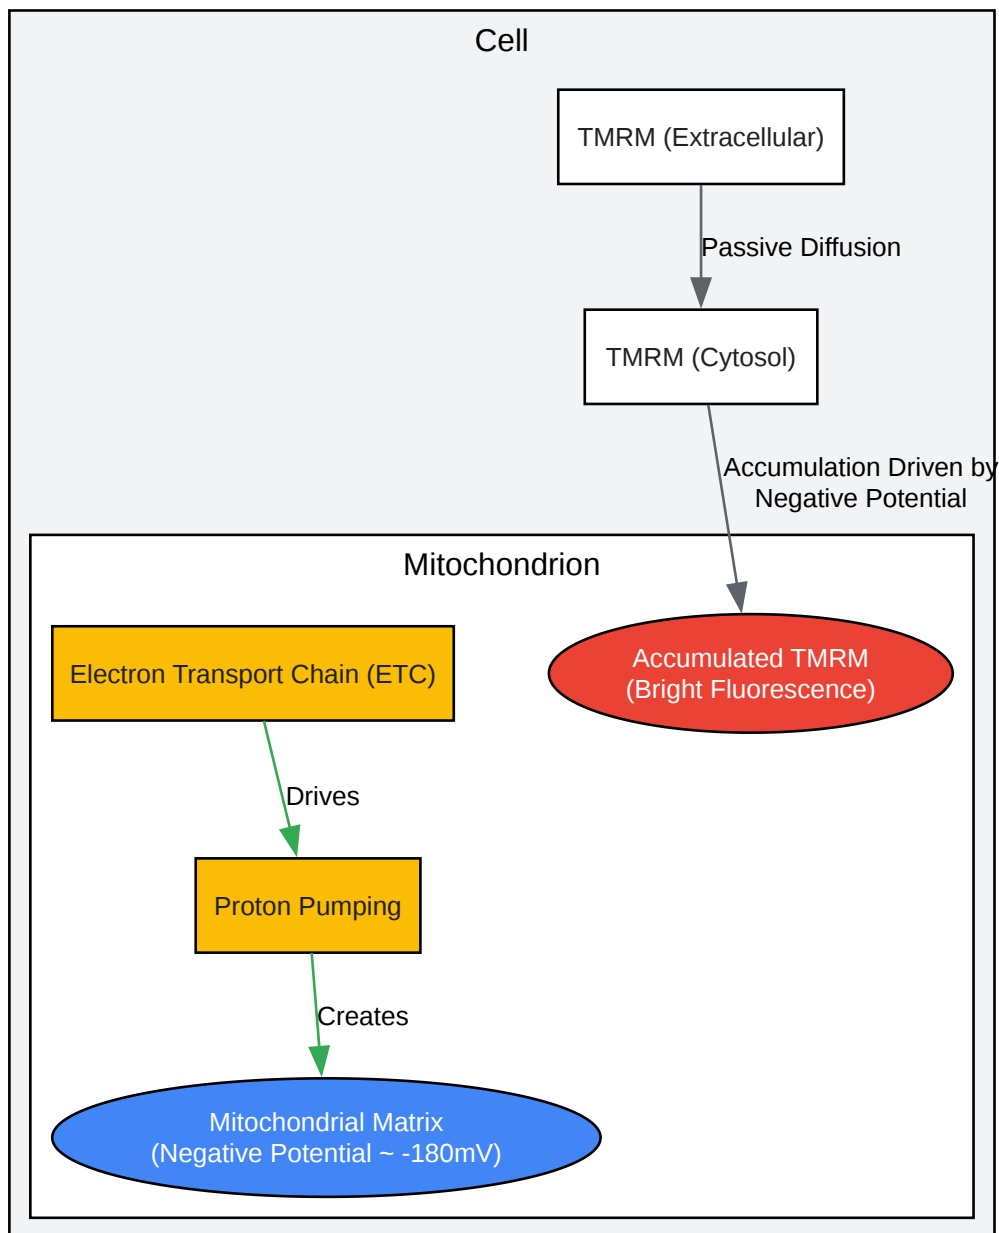 Cell
TMRM (Extracellular)
Passive Diffusion
TMRM (Cytosol)
Accumulation Driven by
Negative Potential
Mitochondrion
Accumulated TMRM
(Bright Fluorescence)
Electron Transport Chain (ETC)
Drives
Proton Pumping
Creates
Mitochondrial Matrix
(Negative Potential ~ -180mV)